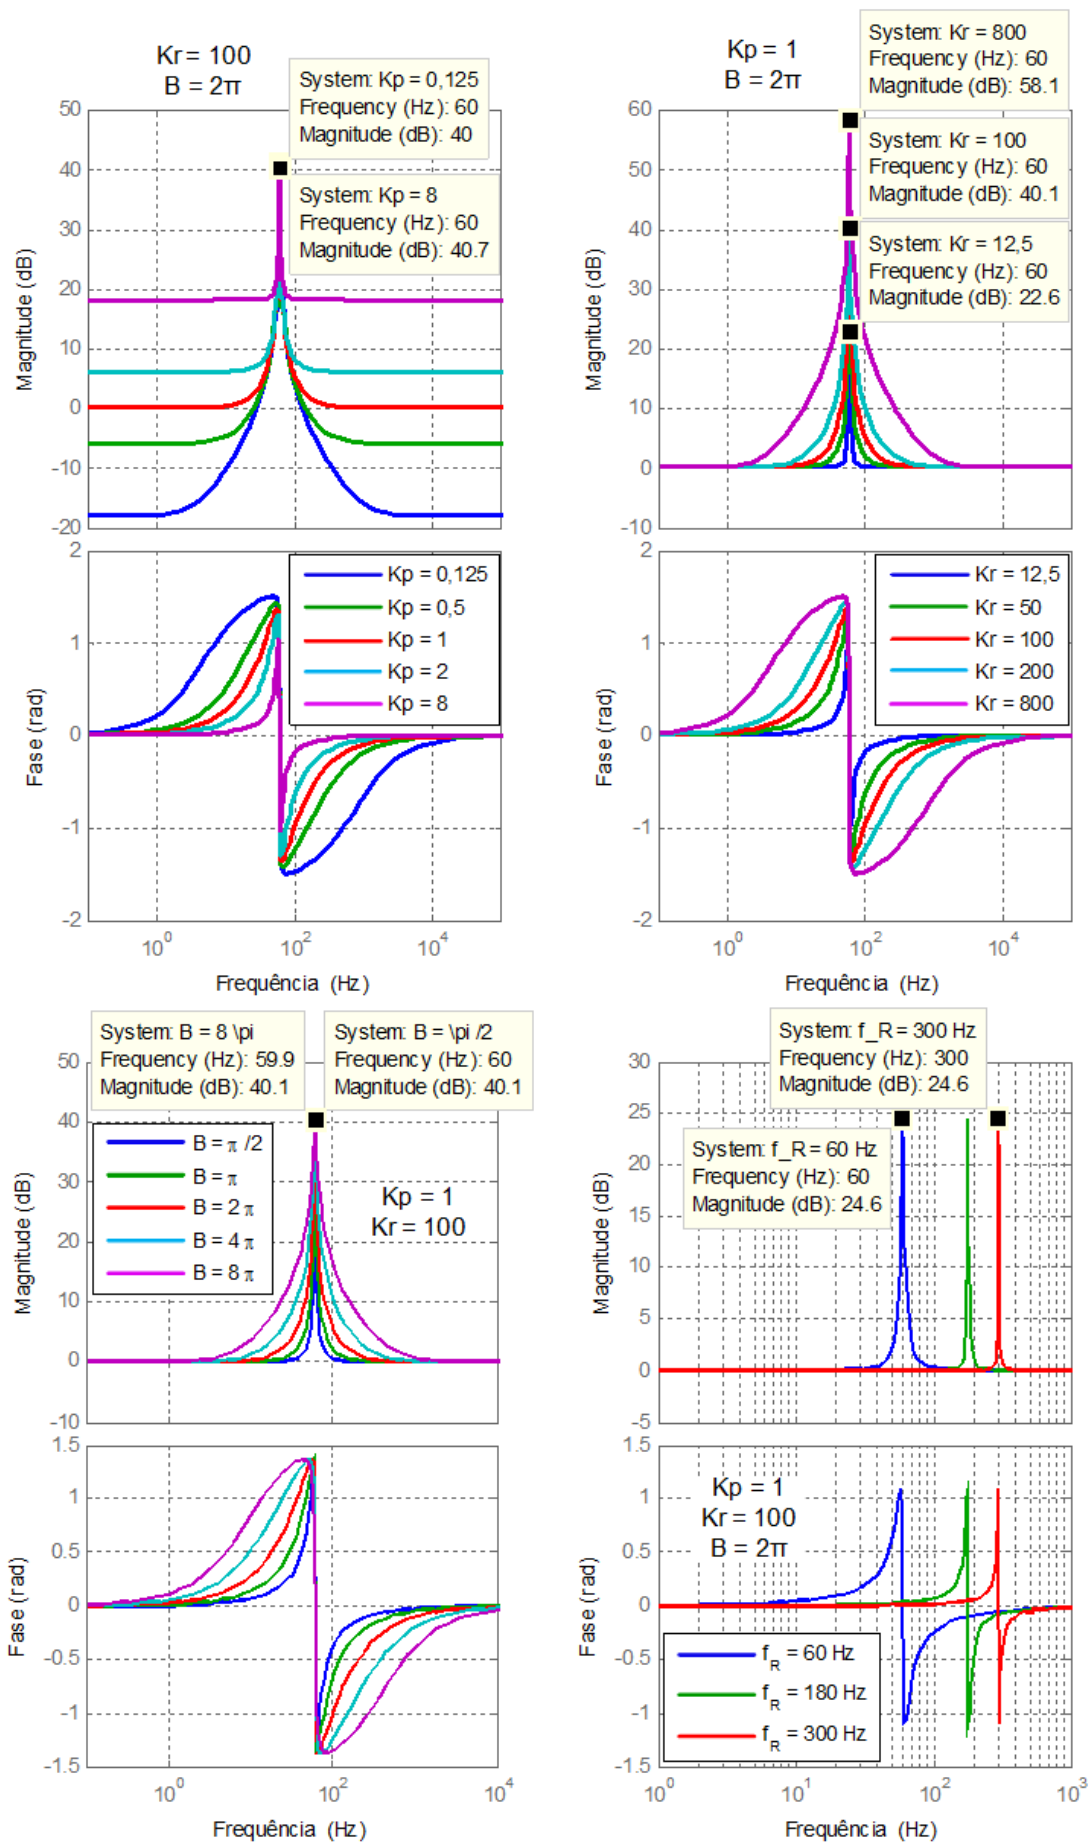 Kr = 100
B = 2π
System: Kp = 0,125
Frequency (Hz): 60
Magnitude (dB): 40
System: Kp = 8
Frequency (Hz): 60
Magnitude (dB): 40.7
Magnitude (dB)
50
40
30
20
10
0
-10
-20
Kp = 0,125
Kp = 0,5
Kp = 1
Kp = 2
Kp = 8
Fase (rad)
2
1
0
-1
-2
10^0
10^2
10^4
Frequência (Hz)
Kp = 1
B = 2π
System: Kr = 800
Frequency (Hz): 60
Magnitude (dB): 58.1
System: Kr = 100
Frequency (Hz): 60
Magnitude (dB): 40.1
System: Kr = 12,5
Frequency (Hz): 60
Magnitude (dB): 22.6
Magnitude (dB)
60
50
40
30
20
10
0
-10
Kr = 12,5
Kr = 50
Kr = 100
Kr = 200
Kr = 800
Fase (rad)
2
1
0
-1
-2
10^0
10^2
10^4
Frequência (Hz)
System: B = 8 \pi
Frequency (Hz): 59.9
Magnitude (dB): 40.1
System: B = \pi /2
Frequency (Hz): 60
Magnitude (dB): 40.1
B = π /2
B = π
B = 2 π
B = 4 π
B = 8 π
Kp = 1
Kr = 100
Magnitude (dB)
50
40
30
20
10
0
-10
Fase (rad)
1.5
1
0.5
0
-0.5
-1
-1.5
10^0
10^2
10^4
Frequência (Hz)
System: f_R = 300 Hz
Frequency (Hz): 300
Magnitude (dB): 24.6
System: f_R = 60 Hz
Frequency (Hz): 60
Magnitude (dB): 24.6
Magnitude (dB)
30
25
20
15
10
5
0
-5
Kp = 1
Kr = 100
B = 2π
f_R = 60 Hz
f_R = 180 Hz
f_R = 300 Hz
Fase (rad)
1.5
1
0.5
0
-0.5
-1
-1.5
10^0
10^1
10^2
10^3
Frequência (Hz)